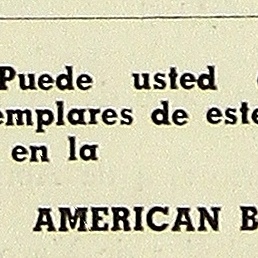 Puede usted
emplares de este
en la
AMERICAN B